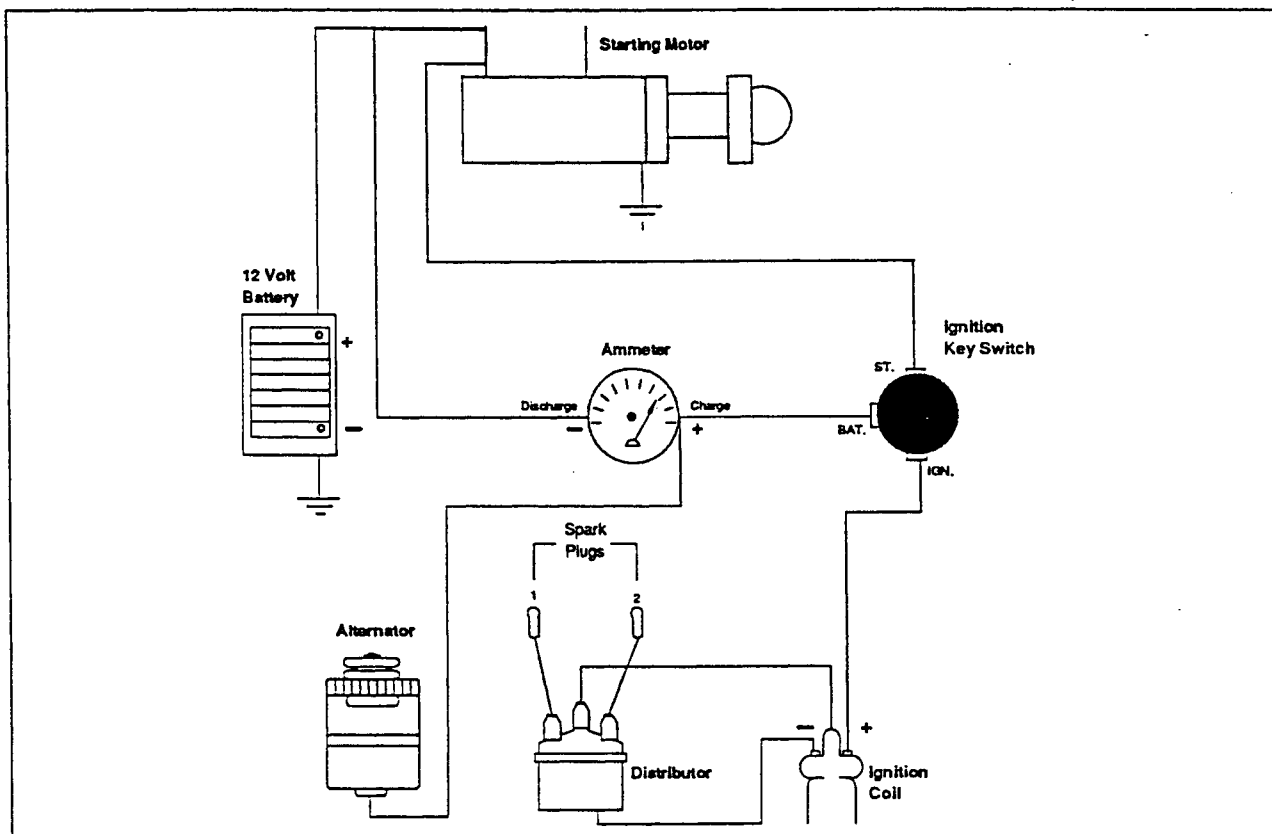 Starting Motor
12 Volt
Battery
+
−
Ammeter
Discharge
−
Charge
+
Ignition
Key Switch
ST.
BAT.
IGN.
Spark
Plugs
1
2
Alternator
Distributor
−
+
Ignition
Coil